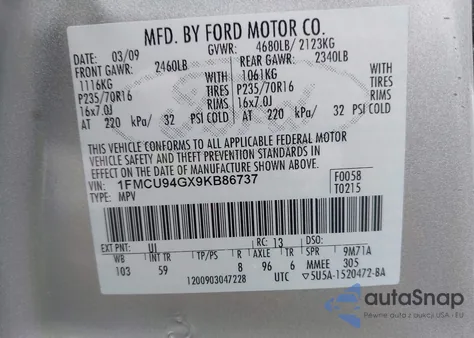 MFD. BY FORD MOTOR CO.
DATE: 03/09 GVWR: 4680LB/ 2123KG
FRONT GAWR: 2460LB REAR GAWR: 2340LB
1116KG WITH 1061KG WITH
P235/70R16 TIRES P235/70R16 TIRES
16x7.0J RIMS 16x7.0J RIMS
AT 220 kPa/ 32 PSI COLD AT 220 kPa/ 32 PSI COLD
THIS VEHICLE CONFORMS TO ALL APPLICABLE FEDERAL MOTOR
VEHICLE SAFETY AND THEFT PREVENTION STANDARDS IN
EFFECT ON THE DATE OF MANUFACTURE SHOWN ABOVE.
VIN: 1FMCU94GX9KB86737 F0058
TYPE: MPV T0215
EXT PNT: UI RC: 13 DSO:
WB INT TR TP/PS R AXLE TR SPR 9M71A
103 59 8 96 6 MMEE 305
1200903047228 UTC ▽5U5A-1520472-BA
autoSnap
Pewne auto z dostawą z USA